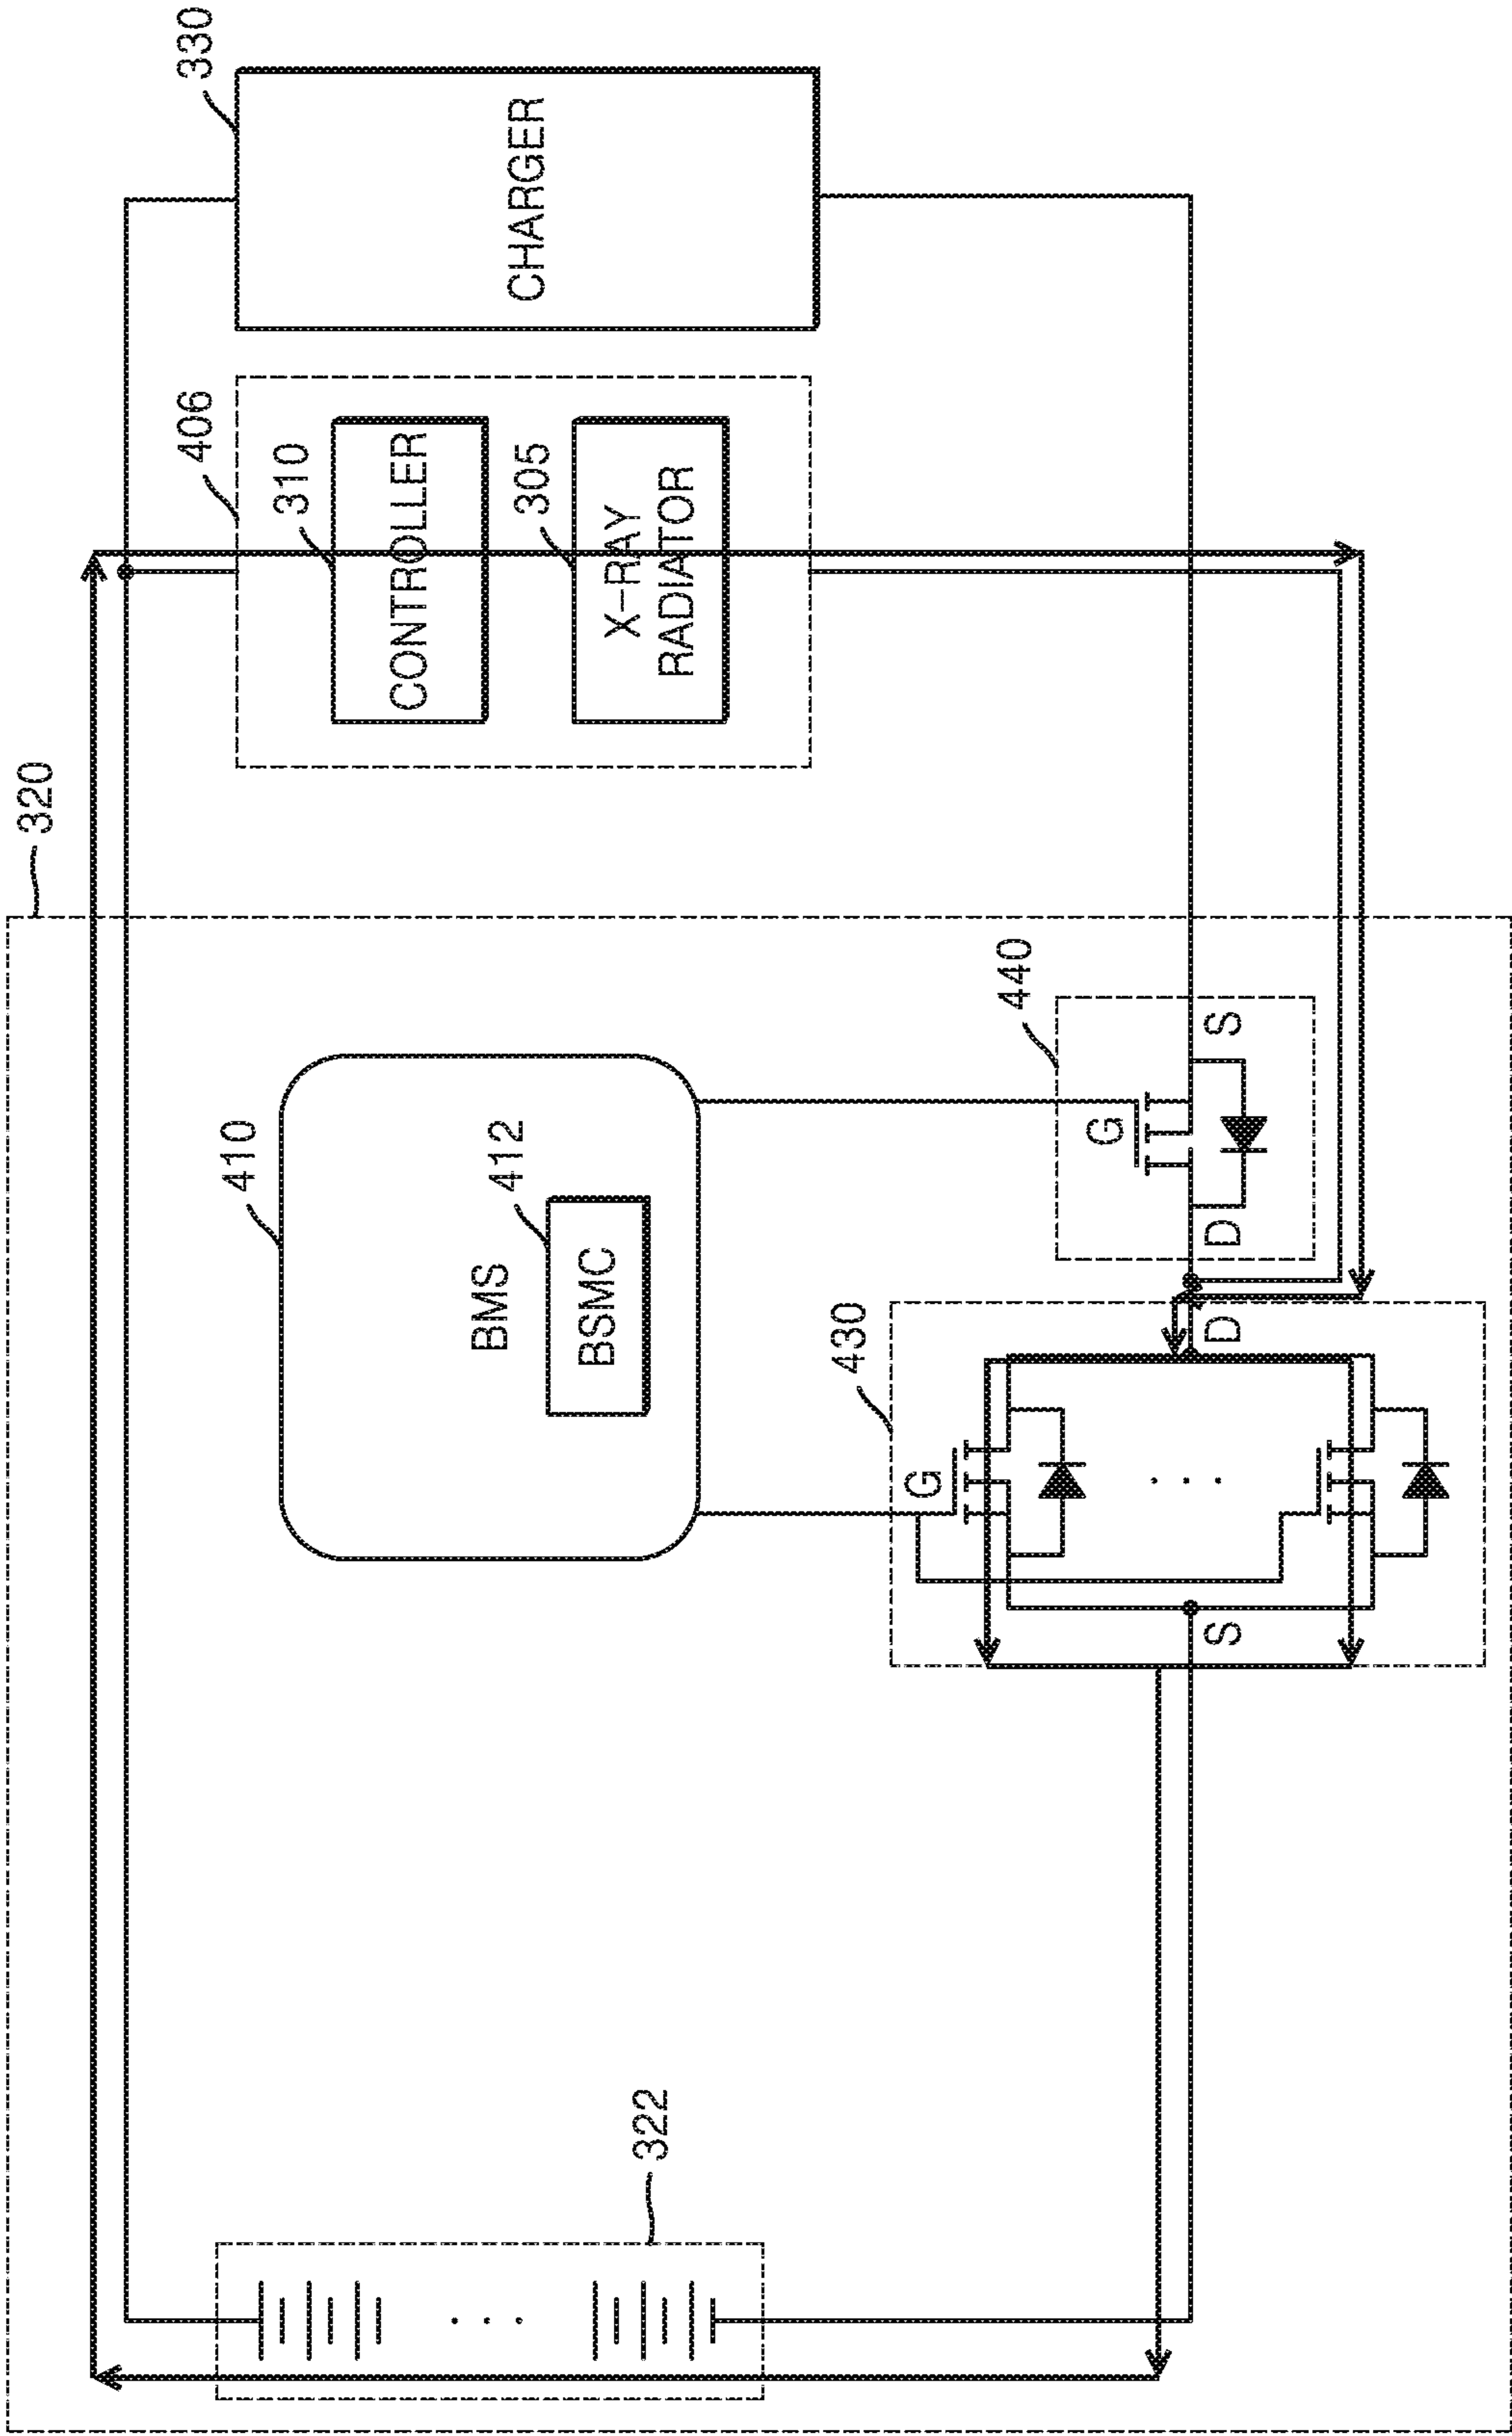 320
330
406
310
CONTROLLER
305
X-RAY
RADIATOR
CHARGER
410
BMS
412
BSMC
322
430
G
D
S
440
G
D
S